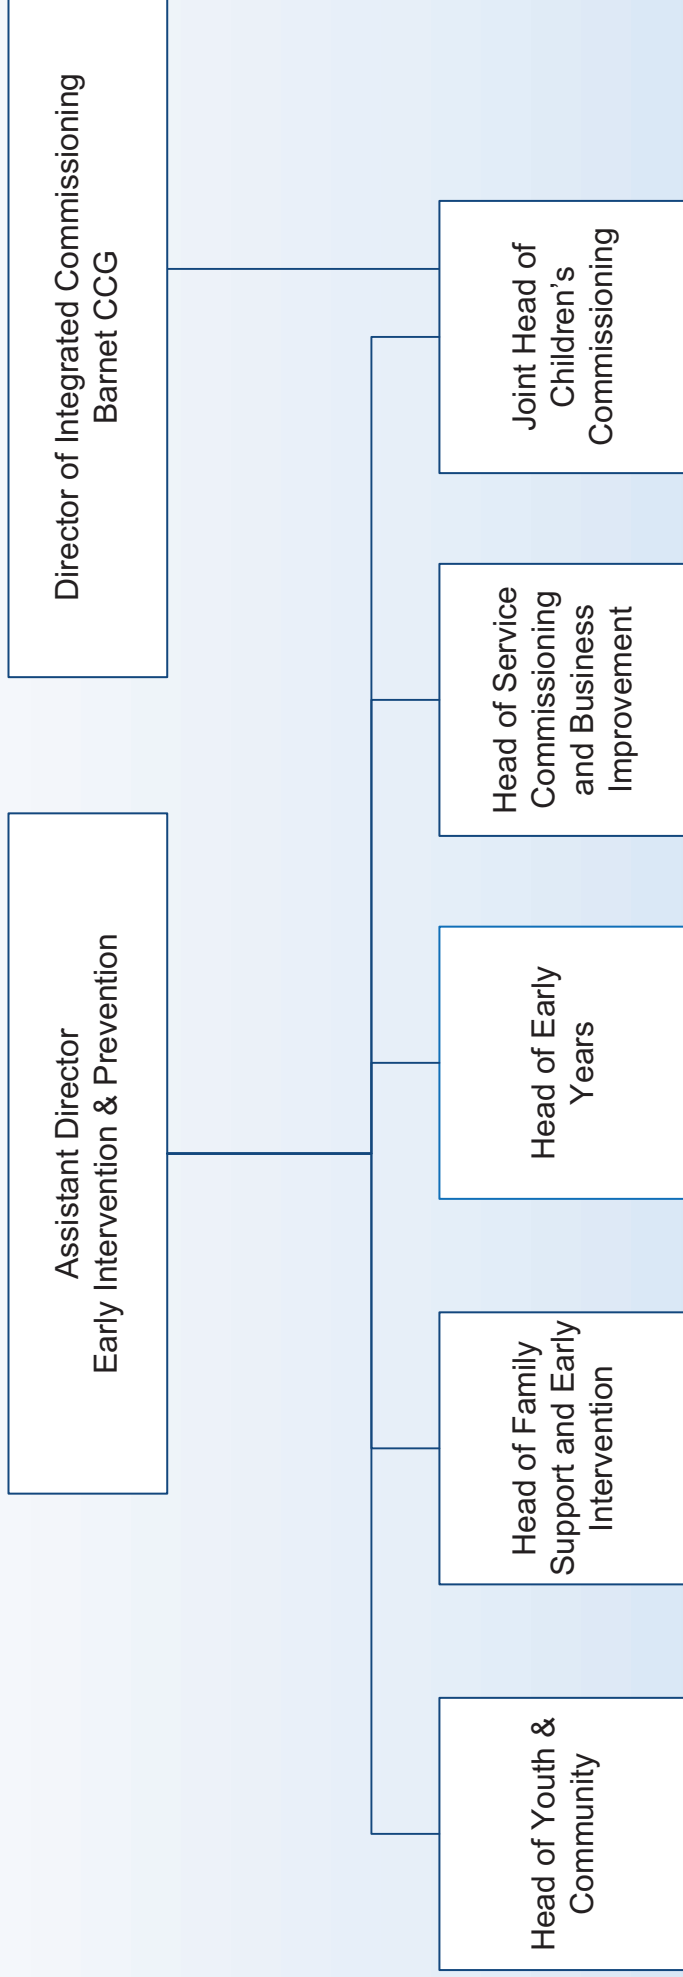 Assistant Director
Early Intervention & Prevention
Director of Integrated Commissioning
Barnet CCG
Head of Youth &
Community
Head of Family
Support and Early
Intervention
Head of Early
Years
Head of Service
Commissioning
and Business
Improvement
Joint Head of
Children’s
Commissioning